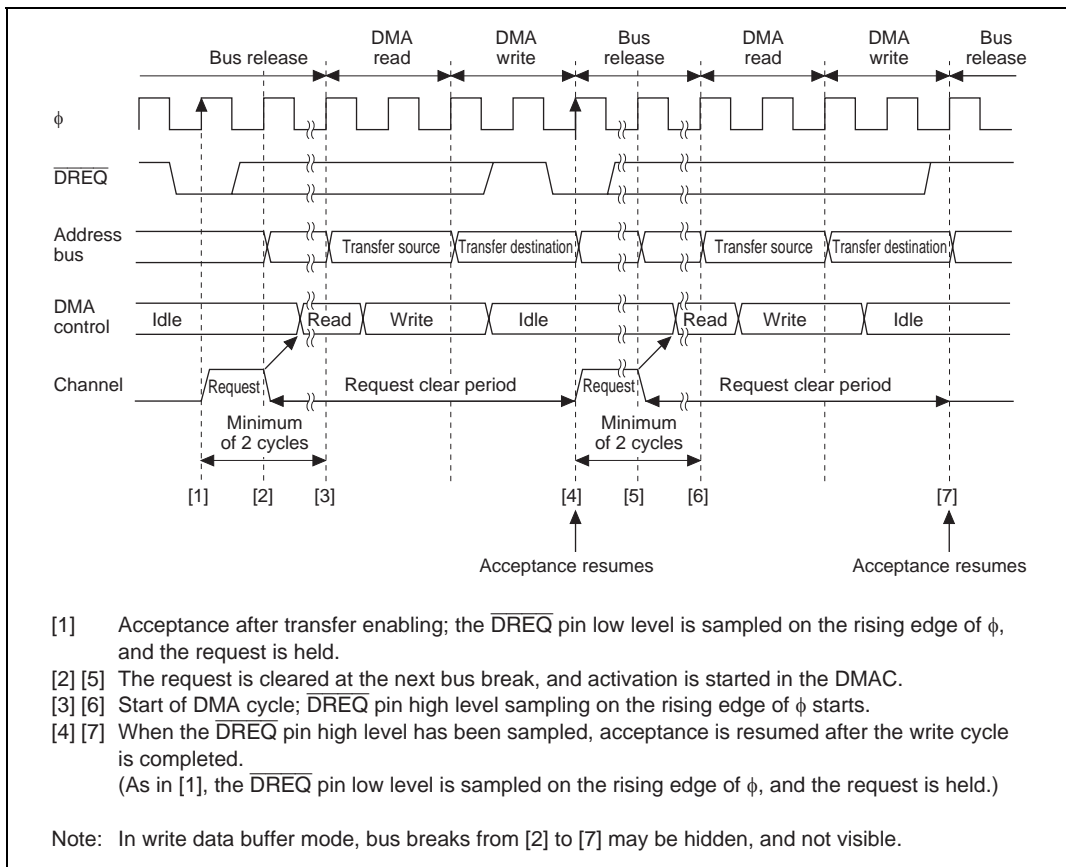 Bus release DMA read DMA write Bus release DMA read DMA write Bus release
ϕ
DREQ
Address bus
Transfer source Transfer destination Transfer source Transfer destination
DMA control
Idle Read Write Idle Read Write Idle
Channel
Request Request clear period Request Request clear period
Minimum of 2 cycles Minimum of 2 cycles
[1] [2] [3] [4] [5] [6] [7]
Acceptance resumes Acceptance resumes
[1] Acceptance after transfer enabling; the DREQ pin low level is sampled on the rising edge of ϕ,
and the request is held.
[2] [5] The request is cleared at the next bus break, and activation is started in the DMAC.
[3] [6] Start of DMA cycle; DREQ pin high level sampling on the rising edge of ϕ starts.
[4] [7] When the DREQ pin high level has been sampled, acceptance is resumed after the write cycle
is completed.
(As in [1], the DREQ pin low level is sampled on the rising edge of ϕ, and the request is held.)
Note: In write data buffer mode, bus breaks from [2] to [7] may be hidden, and not visible.